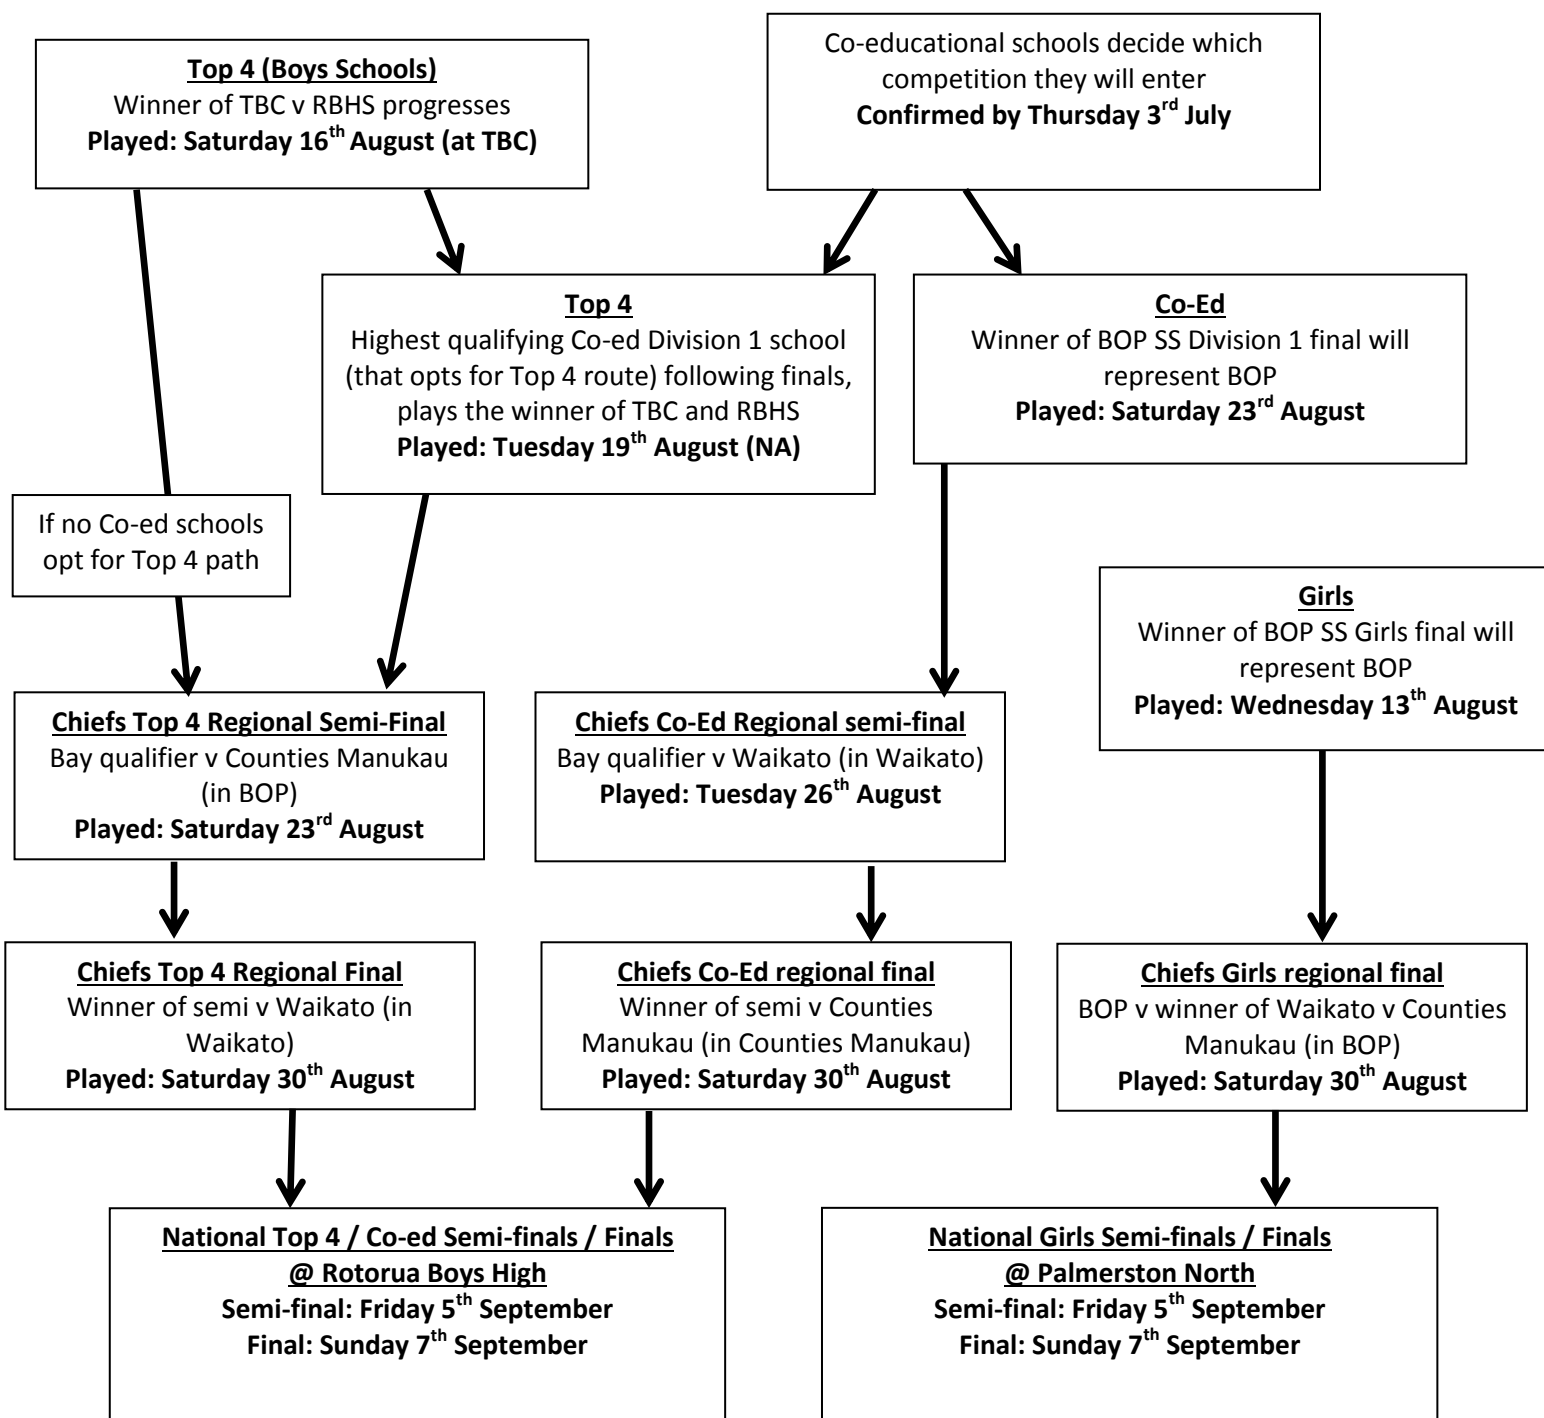 Top 4 (Boys Schools)
Winner of TBC v RBHS progresses
Played: Saturday 16th August (at TBC)
Co-educational schools decide which
competition they will enter
Confirmed by Thursday 3rd July
Top 4
Highest qualifying Co-ed Division 1 school
(that opts for Top 4 route) following finals,
plays the winner of TBC and RBHS
Played: Tuesday 19th August (NA)
Co-Ed
Winner of BOP SS Division 1 final will
represent BOP
Played: Saturday 23rd August
If no Co-ed schools
opt for Top 4 path
Girls
Winner of BOP SS Girls final will
represent BOP
Played: Wednesday 13th August
Chiefs Top 4 Regional Semi-Final
Bay qualifier v Counties Manukau
(in BOP)
Played: Saturday 23rd August
Chiefs Co-Ed Regional semi-final
Bay qualifier v Waikato (in Waikato)
Played: Tuesday 26th August
Chiefs Top 4 Regional Final
Winner of semi v Waikato (in
Waikato)
Played: Saturday 30th August
Chiefs Co-Ed regional final
Winner of semi v Counties
Manukau (in Counties Manukau)
Played: Saturday 30th August
Chiefs Girls regional final
BOP v winner of Waikato v Counties
Manukau (in BOP)
Played: Saturday 30th August
National Top 4 / Co-ed Semi-finals / Finals
@ Rotorua Boys High
Semi-final: Friday 5th September
Final: Sunday 7th September
National Girls Semi-finals / Finals
@ Palmerston North
Semi-final: Friday 5th September
Final: Sunday 7th September